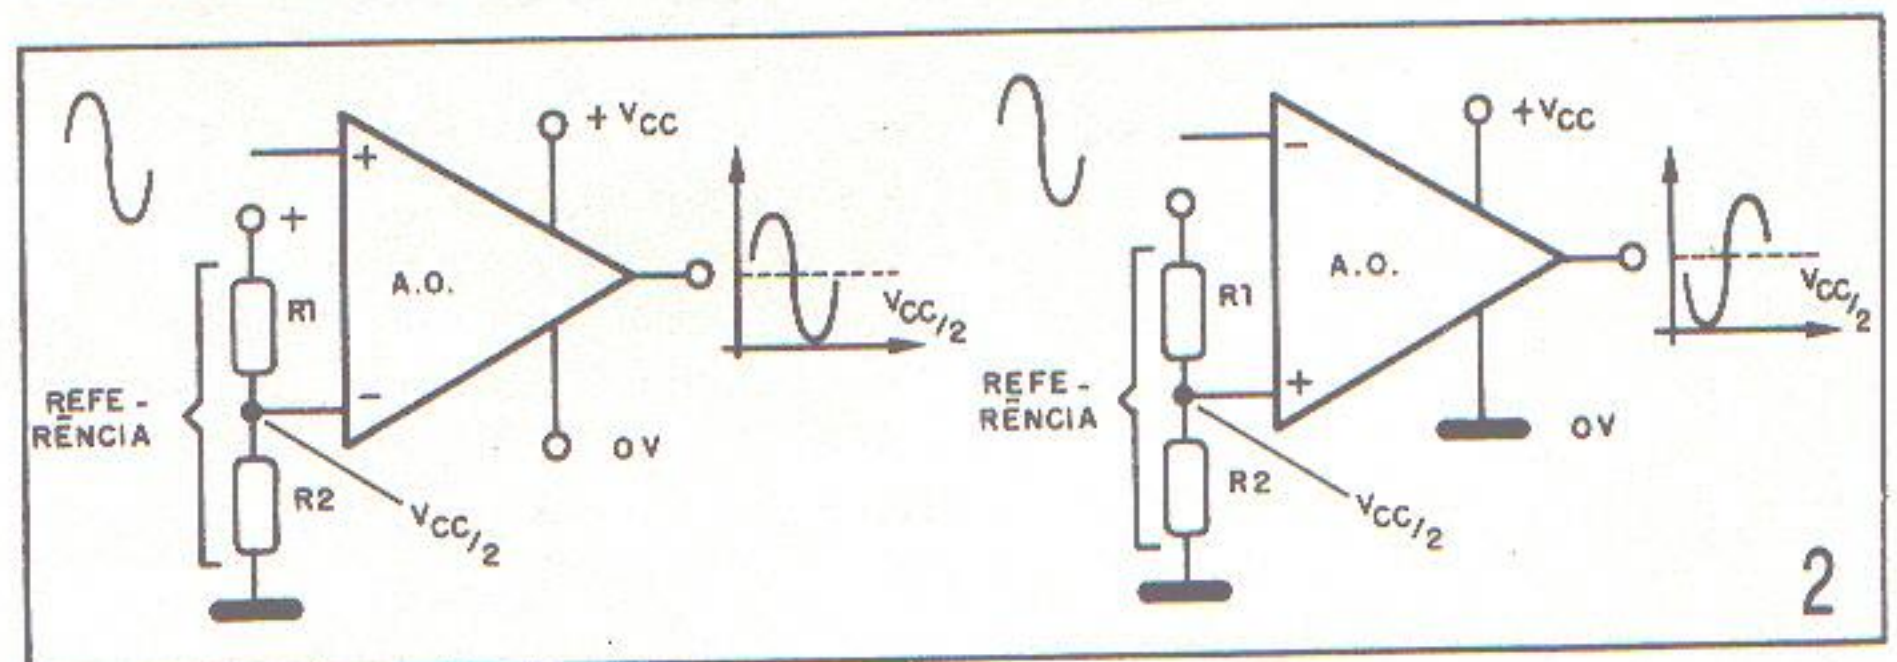 + VCC
+
+
A.O.
R1
REFE-
RÊNCIA
-
VCC/2
0V
R2
VCC/2
+VCC
-
A.O.
R1
REFE-
RÊNCIA
+
VCC/2
0V
R2
VCC/2
2